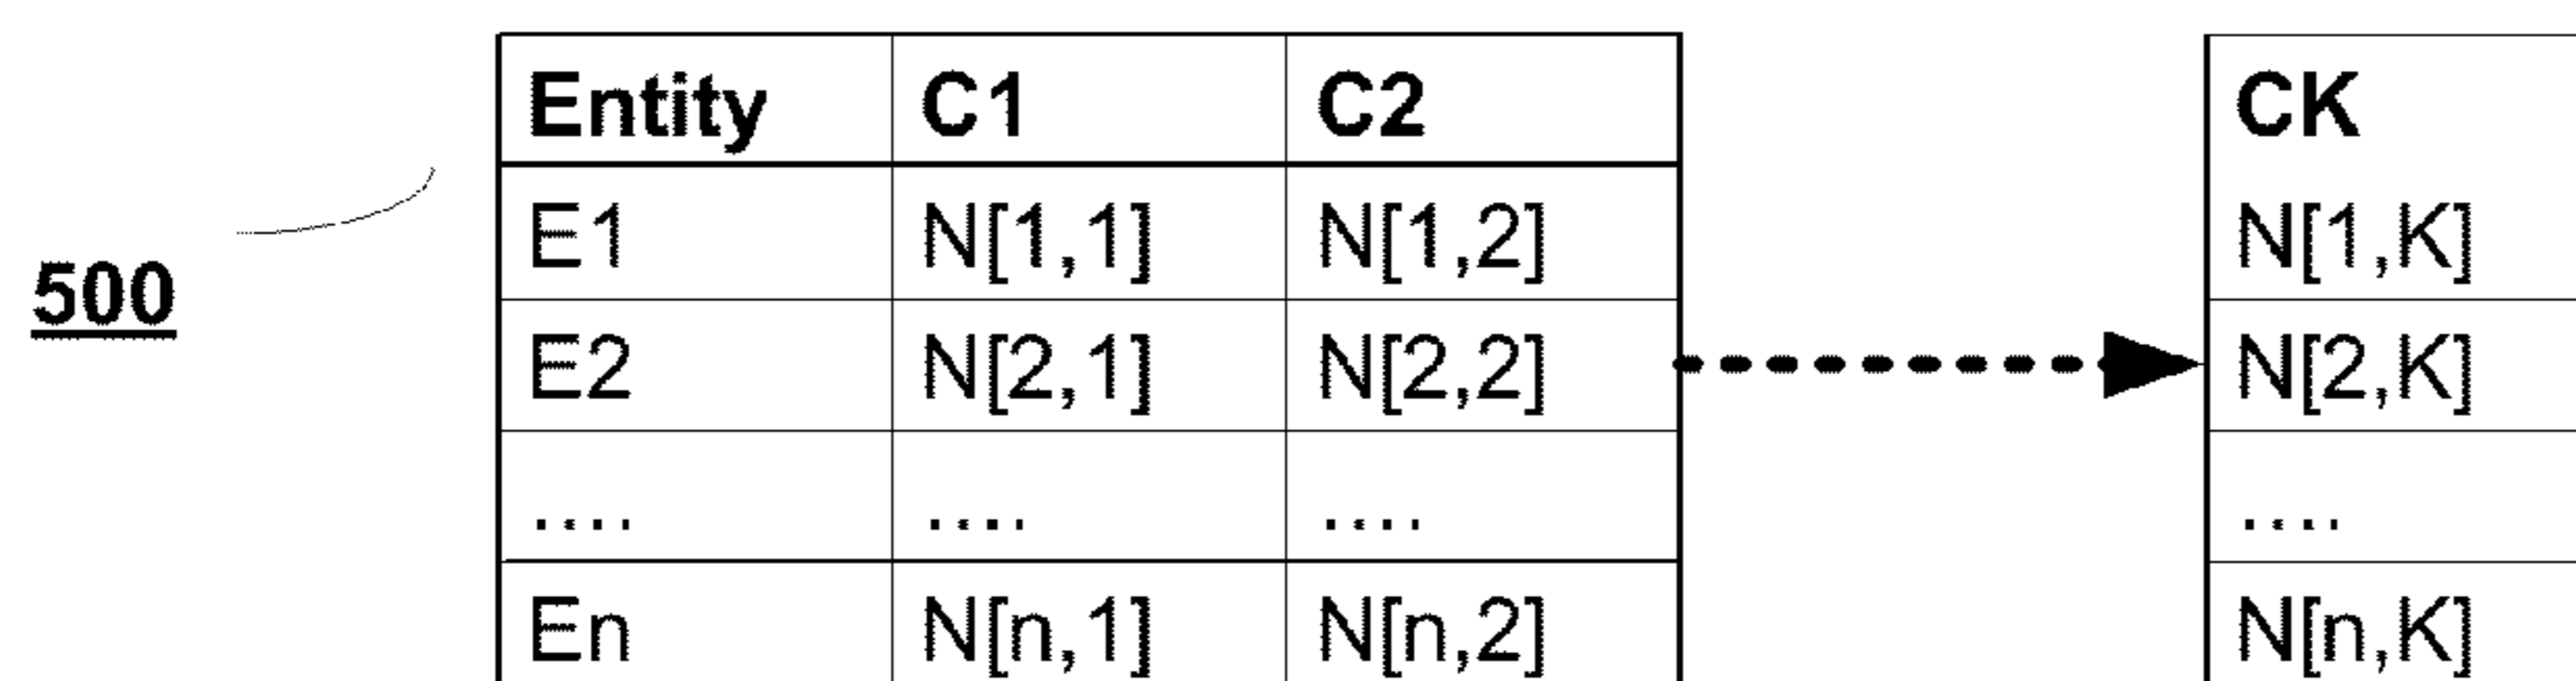 Entity C1 C2 CK
E1 N[1,1] N[1,2] N[1,K]
500
E2 N[2,1] N[2,2] N[2,K]
.... .... .... ....
En N[n,1] N[n,2] N[n,K]